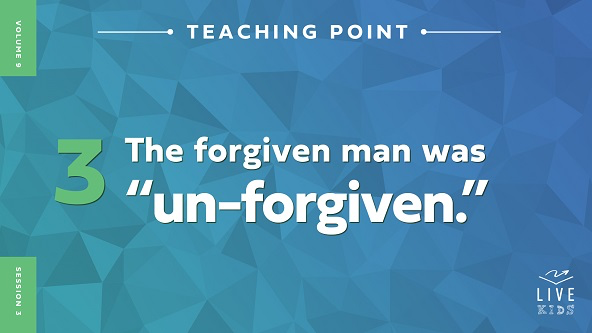 VOLUME 9
TEACHING POINT
3
The forgiven man was
“un-forgiven.”
SESSION 3
LIVE
KIDS